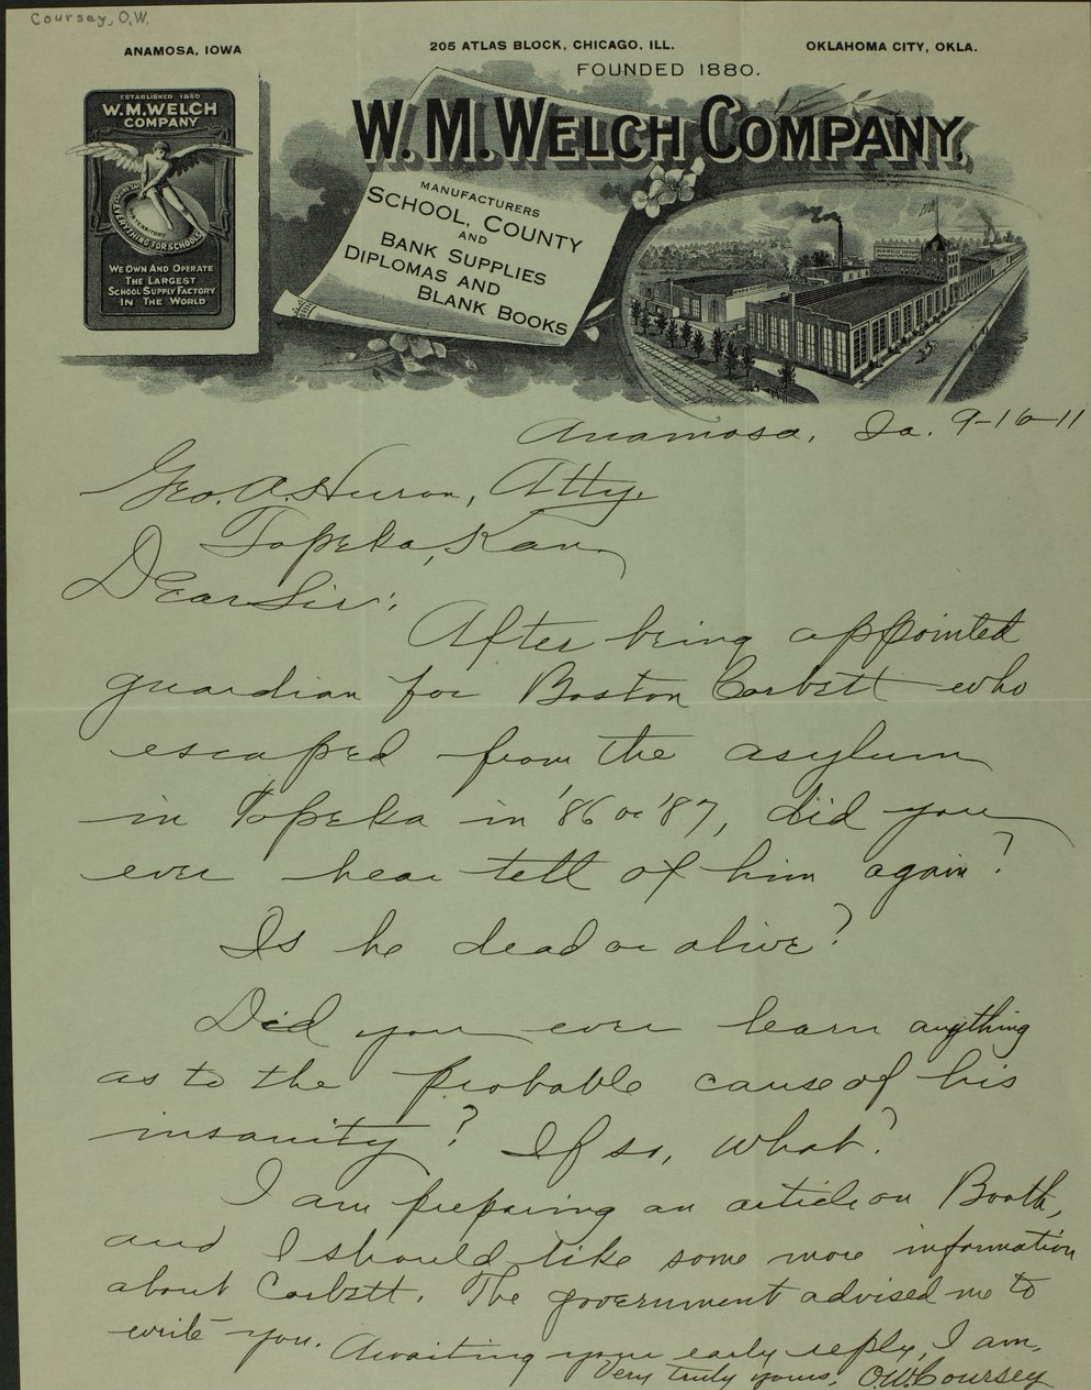 Coursey, O.W.
ANAMOSA, IOWA
205 ATLAS BLOCK, CHICAGO, ILL.
OKLAHOMA CITY, OKLA.
FOUNDED 1880.
W. M. WELCH COMPANY.
ESTABLISHED 1880
W. M. WELCH
COMPANY
EVERYTHING FOR SCHOOLS
WE OWN AND OPERATE
THE LARGEST
SCHOOL SUPPLY FACTORY
IN THE WORLD
MANUFACTURERS
SCHOOL, COUNTY
AND
BANK SUPPLIES
DIPLOMAS AND
BLANK BOOKS
Anamosa, Ia. 9-16-11
Geo. A. Huron, Atty.
Topeka, Kan.
Dear Sir:
After being appointed
guardian for Boston Corbett who
escaped from the asylum
in Topeka in '86 or '87, did you
ever hear tell of him again?
Is he dead or alive?
Did you ever learn anything
as to the probable cause of his
insanity? If so, what?
I am preparing an article on Booth,
and I should like some more information
about Corbett. The government advised me to
write you. Awaiting your early reply, I am,
Very truly yours, O.W. Coursey